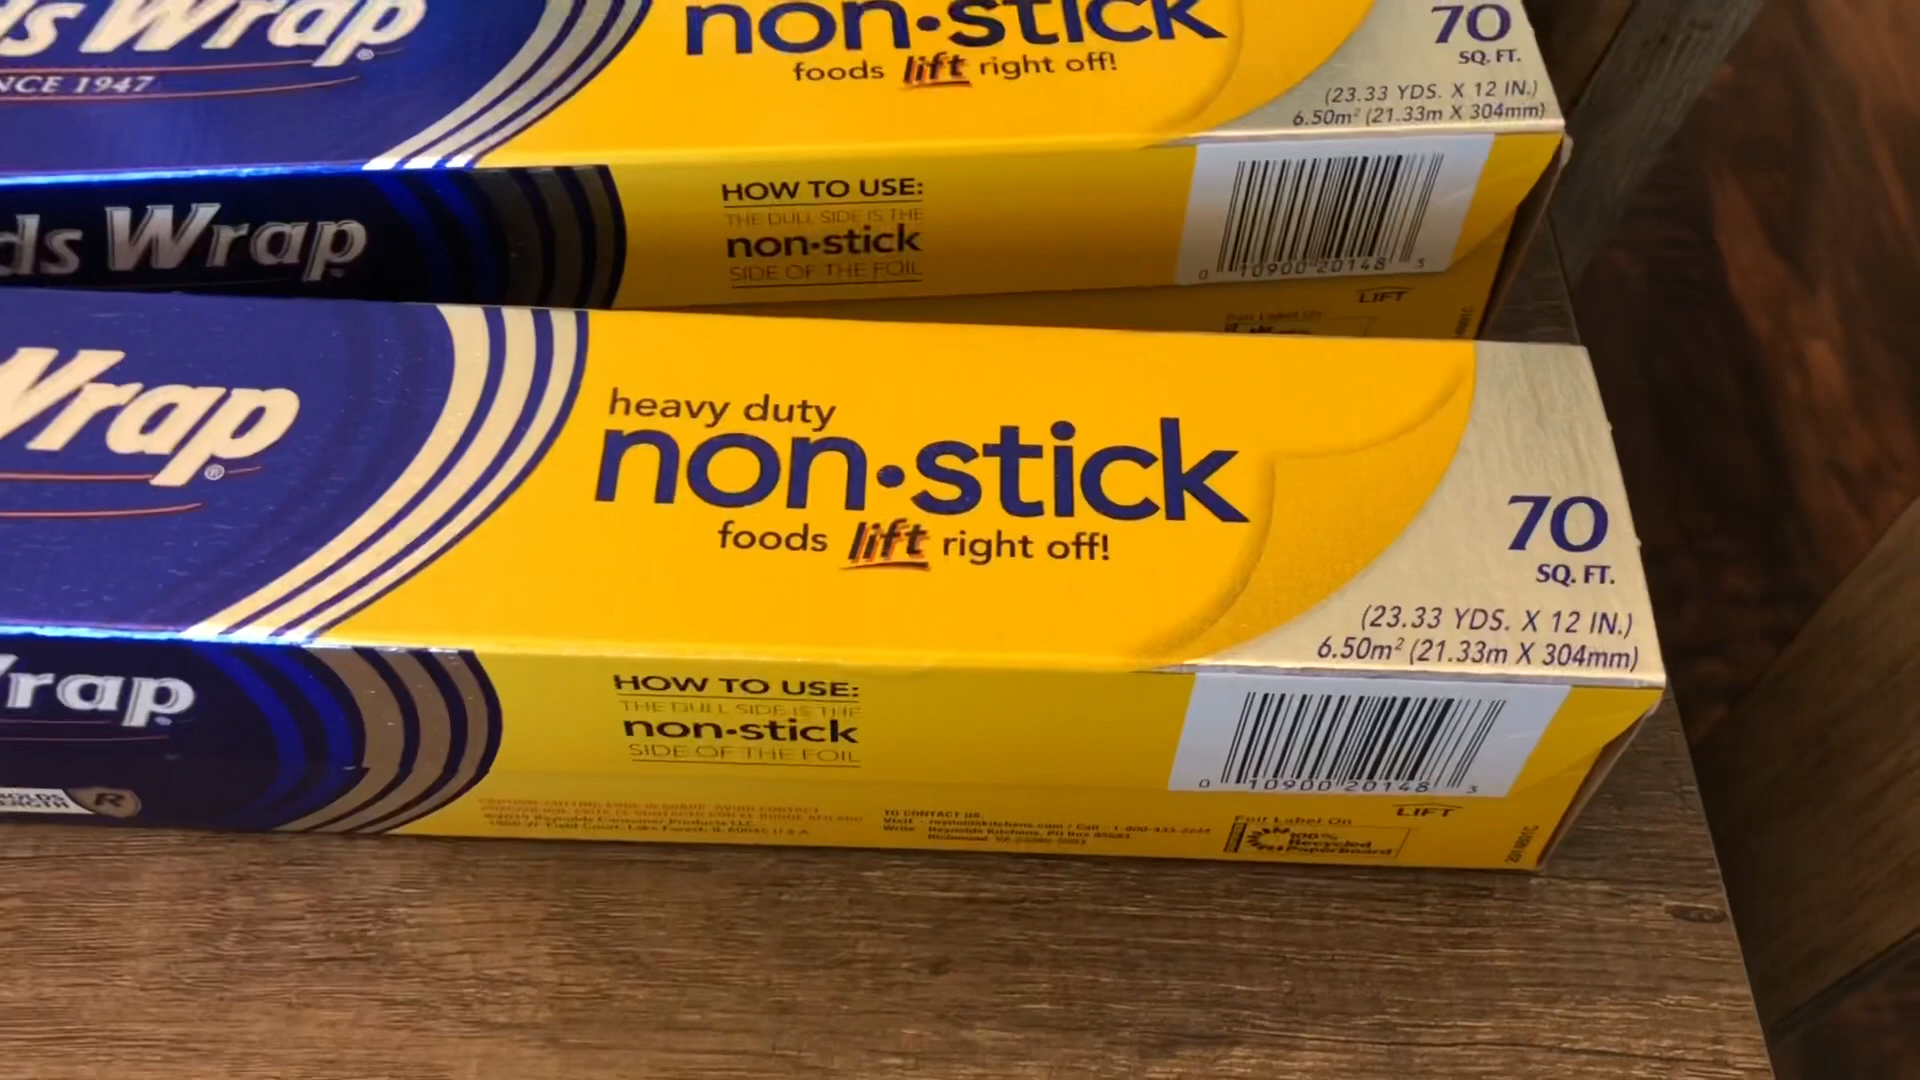 ds Wrap®
NCE 1947
non·stick
foods lift right off!
70
SQ. FT.
(23.33 YDS. X 12 IN.)
6.50m² (21.33m X 304mm)
ds Wrap
HOW TO USE:
THE DULL SIDE IS THE
non·stick
SIDE OF THE FOIL
0 10900 20148 3
LIFT
Wrap®
heavy duty
non·stick
foods lift right off!
70
SQ. FT.
(23.33 YDS. X 12 IN.)
6.50m² (21.33m X 304mm)
Wrap
HOW TO USE:
THE DULL SIDE IS THE
non·stick
SIDE OF THE FOIL
0 10900 20148 3
LIFT
TO CONTACT US:
100%
Recycled
Paperboard